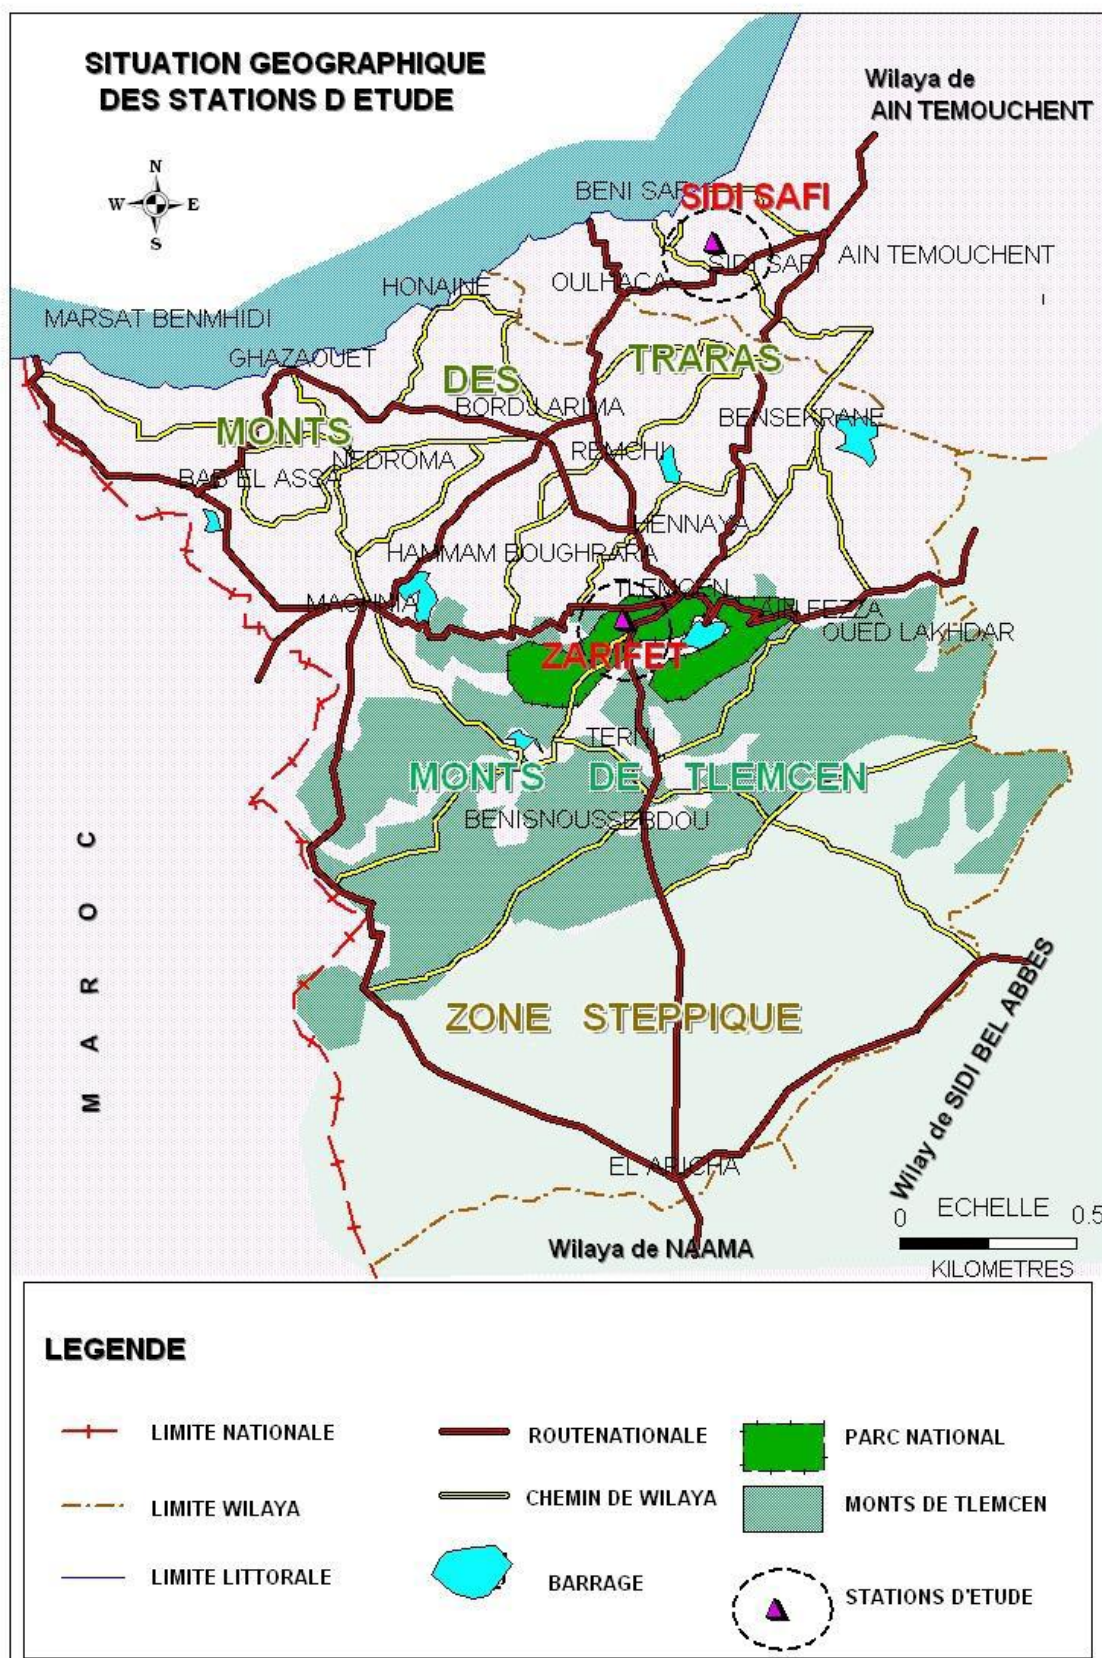 SITUATION GEOGRAPHIQUE
DES STATIONS D ETUDE
Wilaya de
AIN TEMOUCHENT
N
W E
S
BENI SAF
SIDI SAFI
SIDI SAFI
AIN TEMOUCHENT
OULHACA
HONAINE
MARSAT BENMHIDI
GHAZAOUET
MONTS DES TRARAS
BORDJ ARIMA
BENSEKRANE
NEDROMA
REMCHI
BAB EL ASSA
HENNAYA
HAMMAM BOUGHRARA
TLEMCEN
MAGHNIA
AIN FEZZA
OUED LAKHDAR
ZARIFET
TERNI
MONTS DE TLEMCEN
BENISNOUS
SEBDOU
MAROC
ZONE STEPPIQUE
Wilay de SIDI BEL ABBES
EL ARICHA
Wilaya de NAAMA
0 ECHELLE 0.5
KILOMETRES
LEGENDE
LIMITE NATIONALE
ROUTENATIONALE
PARC NATIONAL
LIMITE WILAYA
CHEMIN DE WILAYA
MONTS DE TLEMCEN
LIMITE LITTORALE
BARRAGE
STATIONS D'ETUDE